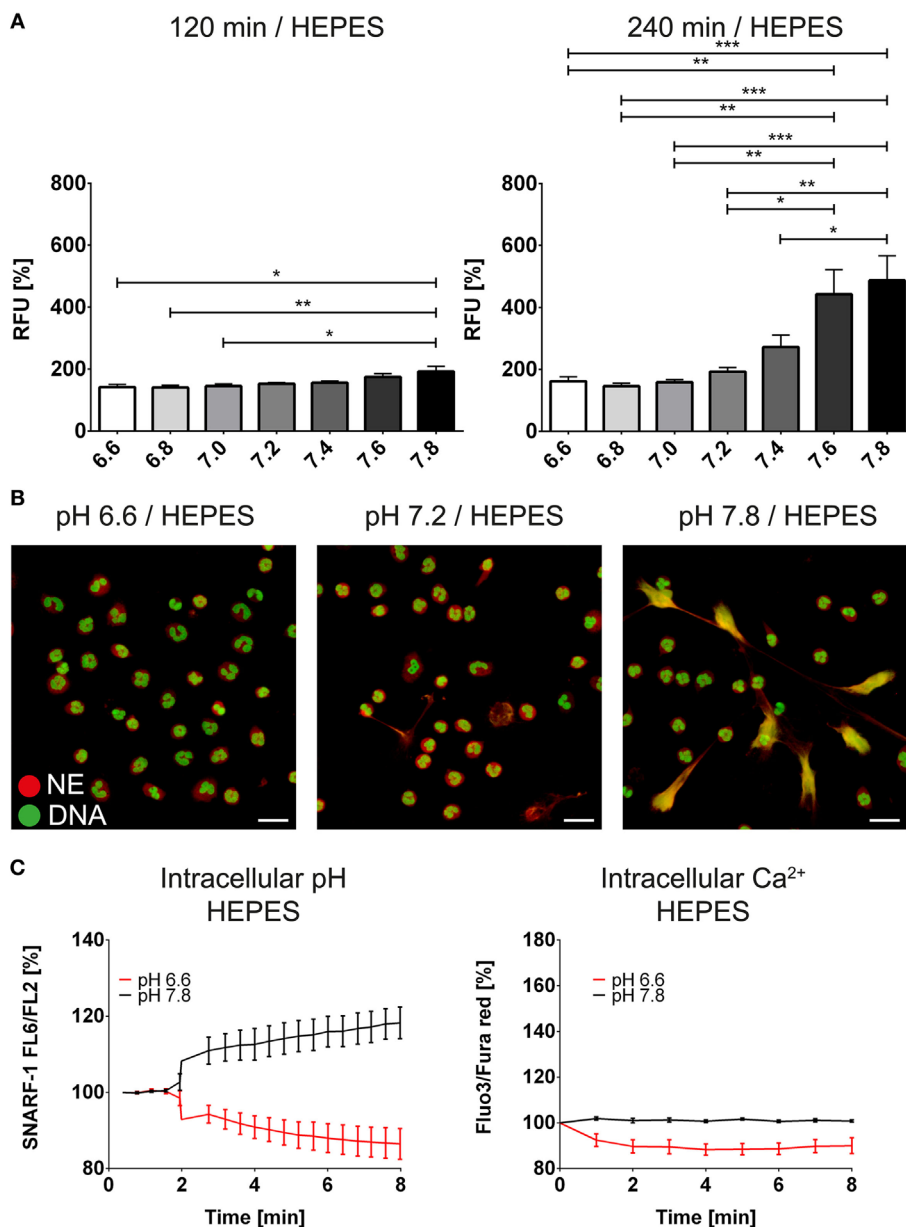 A
120 min / HEPES
240 min / HEPES
RFU [%]
800
600
400
200
0
*
**
*
6.6
6.8
7.0
7.2
7.4
7.6
7.8
RFU [%]
800
600
400
200
0
***
**
***
**
***
**
**
*
*
6.6
6.8
7.0
7.2
7.4
7.6
7.8
B
pH 6.6 / HEPES
pH 7.2 / HEPES
pH 7.8 / HEPES
NE
DNA
C
Intracellular pH
HEPES
SNARF-1 FL6/FL2 [%]
140
120
100
80
pH 6.6
pH 7.8
0 2 4 6 8
Time [min]
Intracellular Ca²⁺
HEPES
Fluo3/Fura red [%]
180
160
140
120
100
80
pH 6.6
pH 7.8
0 2 4 6 8
Time [min]